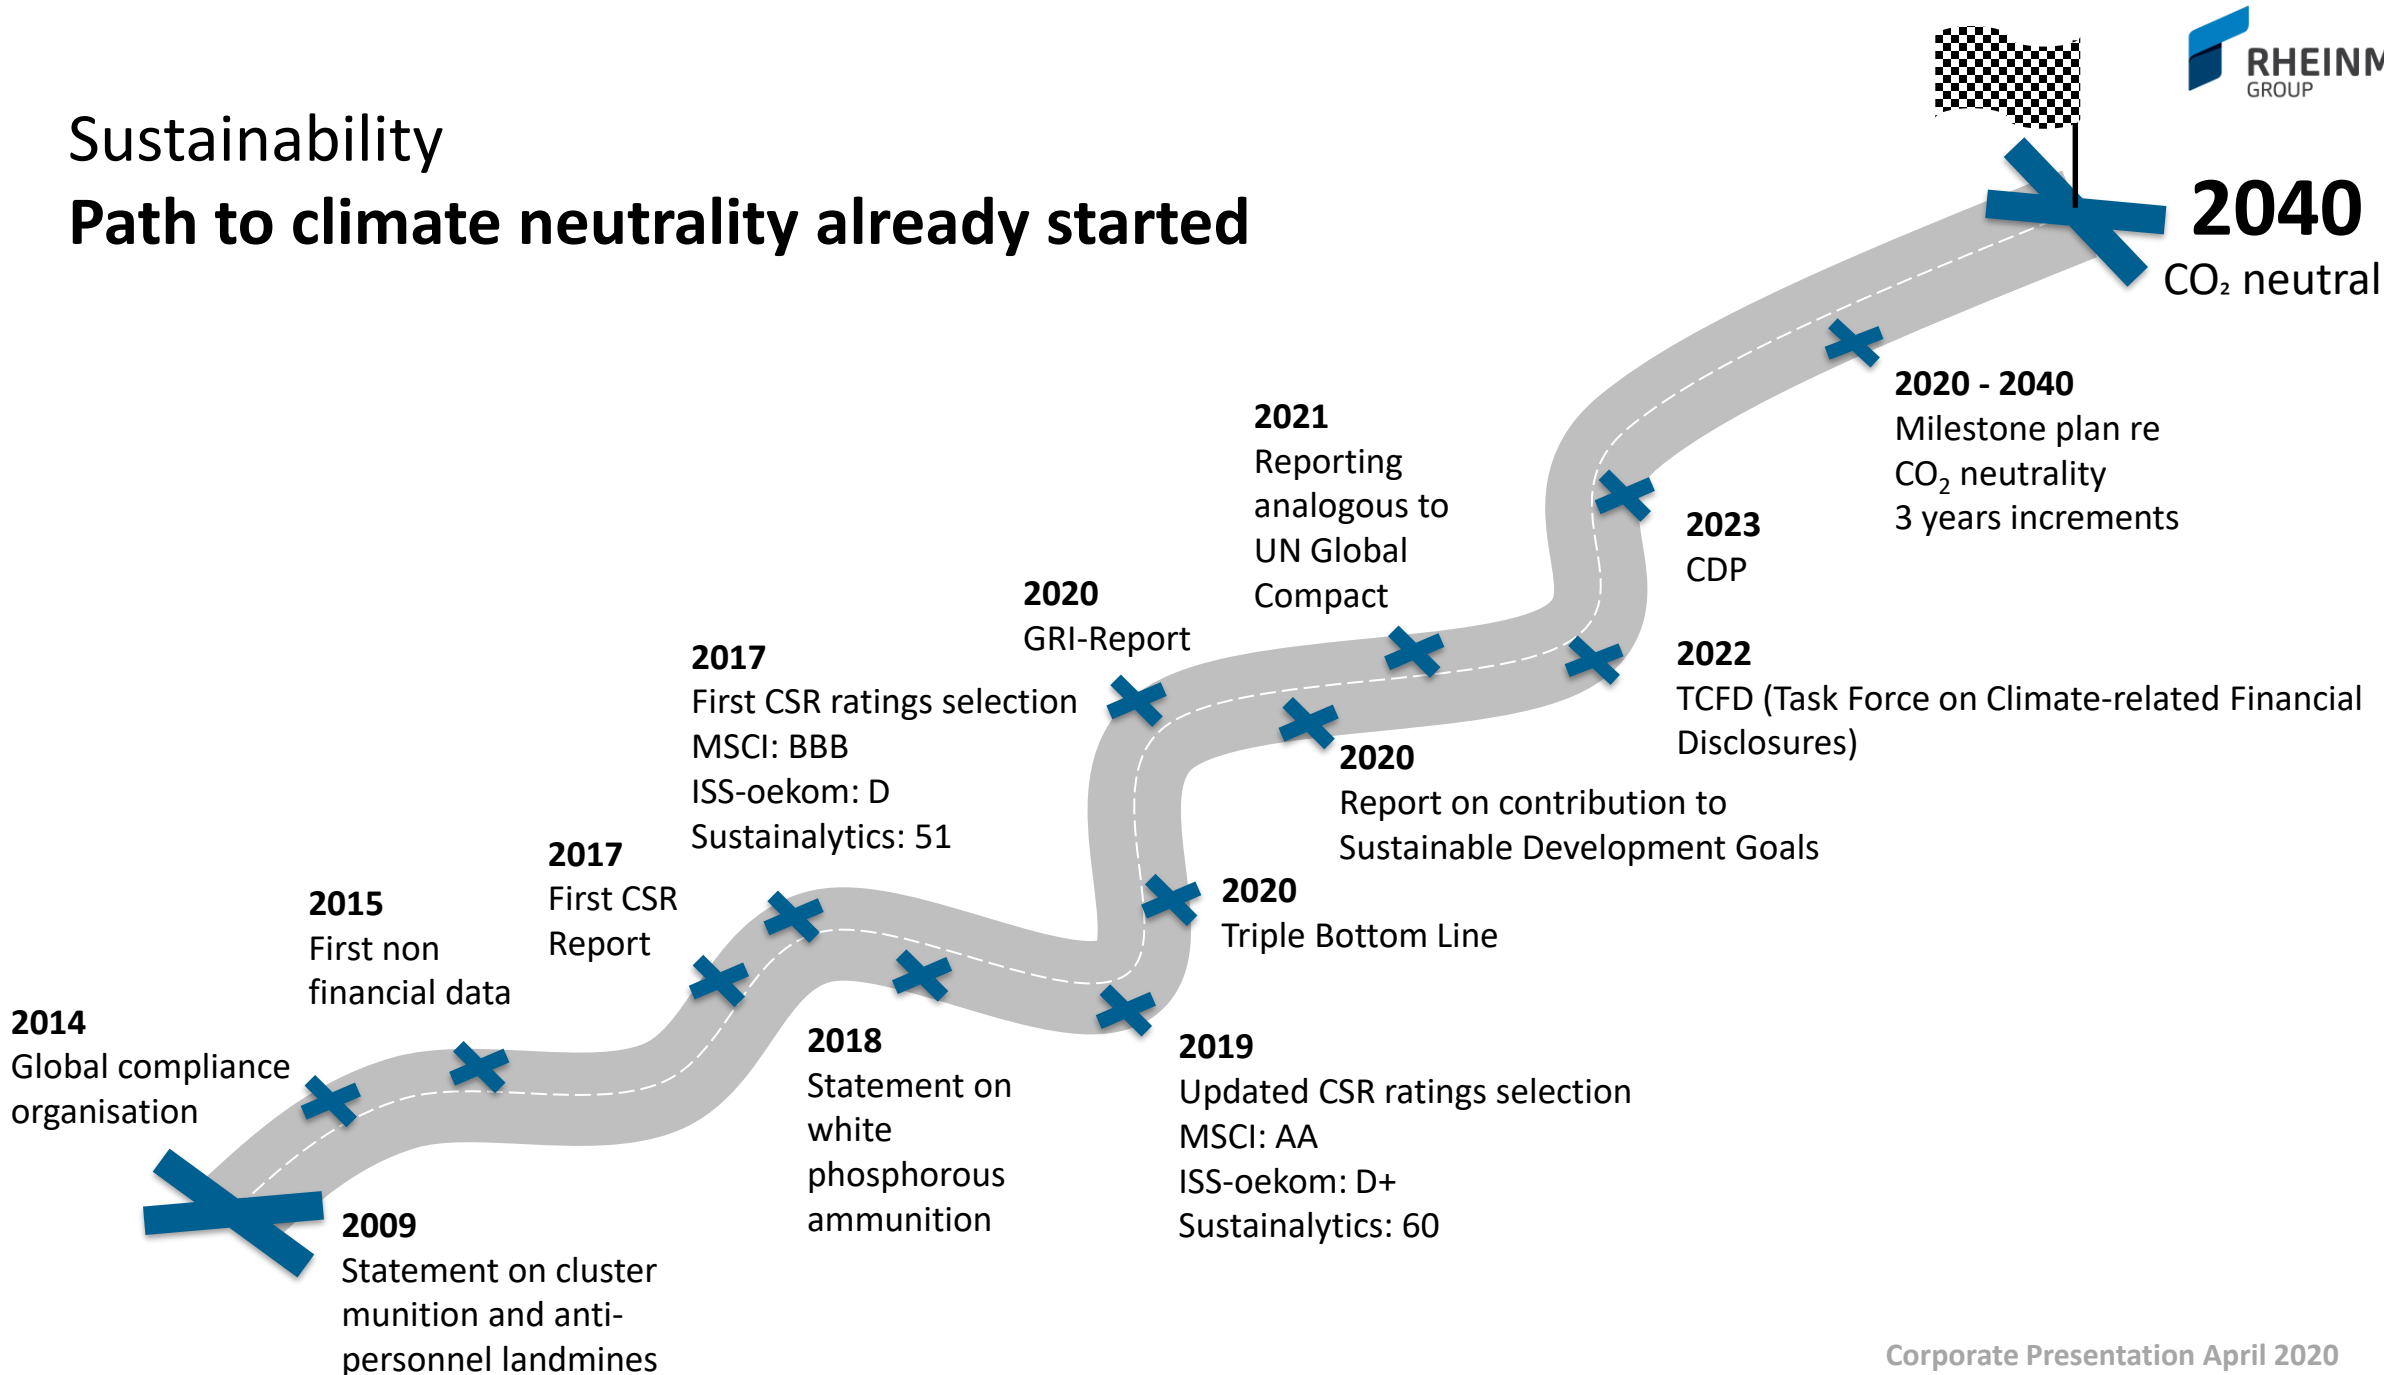 RHEINM
GROUP
Sustainability
Path to climate neutrality already started
2040
CO₂ neutral
2020 - 2040
Milestone plan re
CO₂ neutrality
3 years increments
2021
Reporting
analogous to
UN Global
Compact
2023
CDP
2020
GRI-Report
2022
TCFD (Task Force on Climate-related Financial
Disclosures)
2017
First CSR ratings selection
MSCI: BBB
ISS-oekom: D
Sustainalytics: 51
2020
Report on contribution to
Sustainable Development Goals
2017
First CSR
Report
2020
Triple Bottom Line
2015
First non
financial data
2014
Global compliance
organisation
2018
Statement on
white
phosphorous
ammunition
2019
Updated CSR ratings selection
MSCI: AA
ISS-oekom: D+
Sustainalytics: 60
2009
Statement on cluster
munition and anti-
personnel landmines
Corporate Presentation April 2020